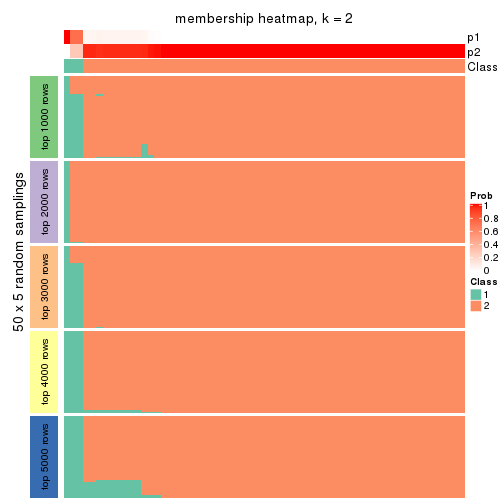 membership heatmap, k = 2
p1
p2
Class
50 x 5 random samplings
top 1000 rows
top 2000 rows
top 3000 rows
top 4000 rows
top 5000 rows
Prob
1
0.8
0.6
0.4
0.2
0
Class
1
2